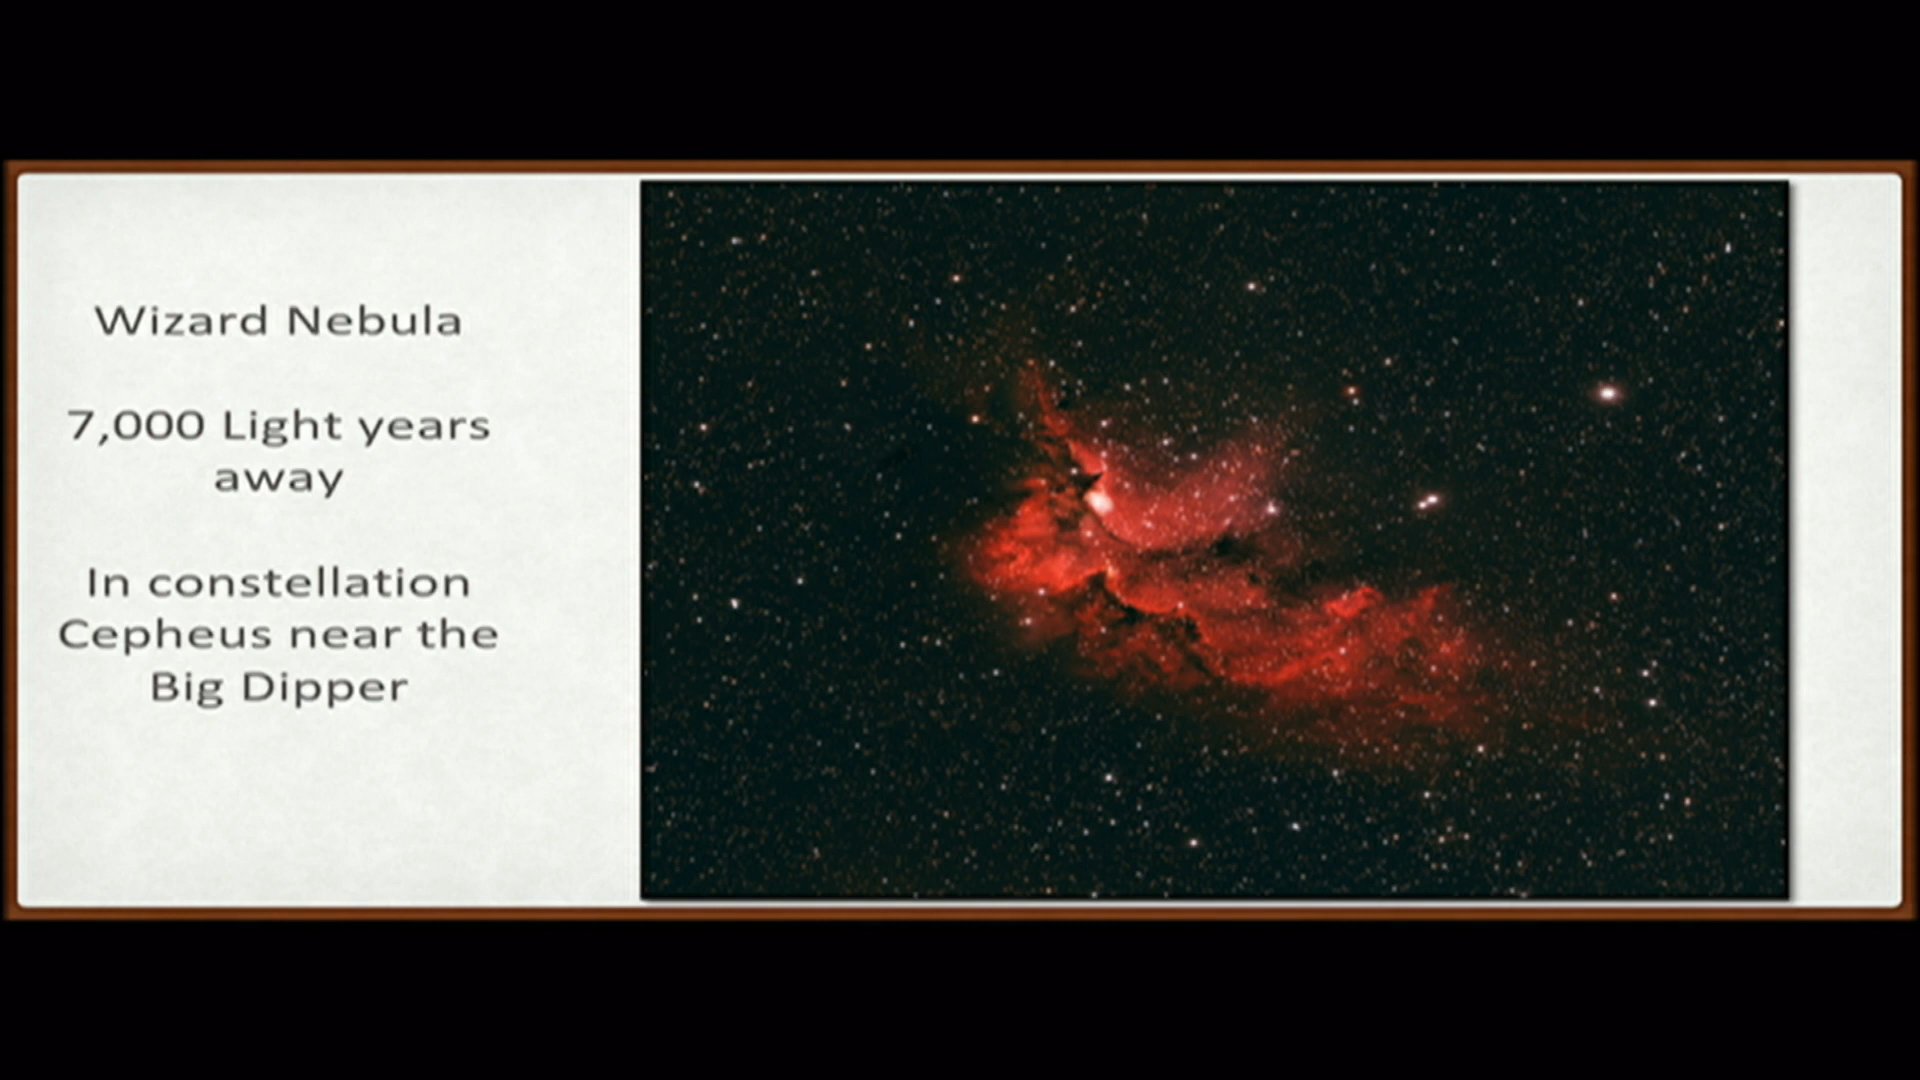 Wizard Nebula
7,000 Light years
away
In constellation
Cepheus near the
Big Dipper